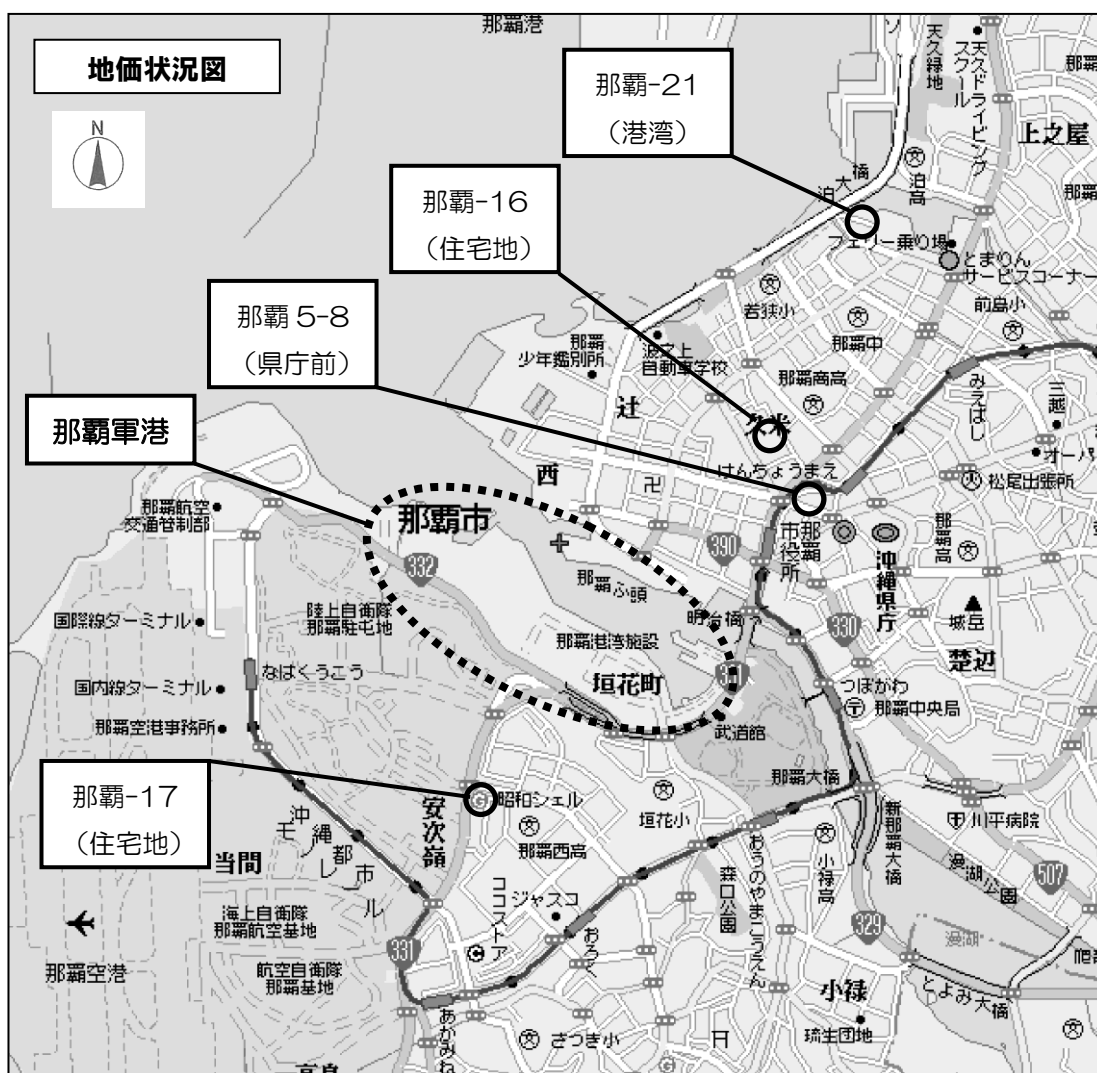 地価状況図
N
那覇港
那覇-21
（港湾）
那覇-16
（住宅地）
那覇5-8
（県庁前）
那覇軍港
那覇-17
（住宅地）
天久緑地
天久ドライビング
スクール
上之屋
泊大橋
泊高
フェリー乗り場
とまりん
サービスコーナー
前島小
若狭小
那覇中
那覇
少年鑑別所
波之上
自動車学校
那覇商高
みえばし
三越
辻
久米
けんちょうまえ
松尾出張所
西
那覇市
那覇航空
交通管制部
332
390
那覇
市役所
沖縄県庁
那覇高
那覇ふ頭
明治橋
330
城岳
楚辺
陸上自衛隊
那覇駐屯地
国際線ターミナル
那覇港湾施設
なはくうこう
垣花町
つぼがわ
国内線ターミナル
那覇中央局
那覇空港事務所
武道館
那覇大橋
昭和シェル
安次嶺
那覇西高
垣花小
川平病院
新那覇大橋
漫湖公園
507
沖縄都市
モノレール
当間
ココストア
ジャスコ
森口公園
おうのやまこうえん
小禄高
329
漫湖
海上自衛隊
那覇航空基地
331
おろく
那覇空港
航空自衛隊
那覇基地
小禄
とよみ大橋
あかみね
さつき小
琉生団地